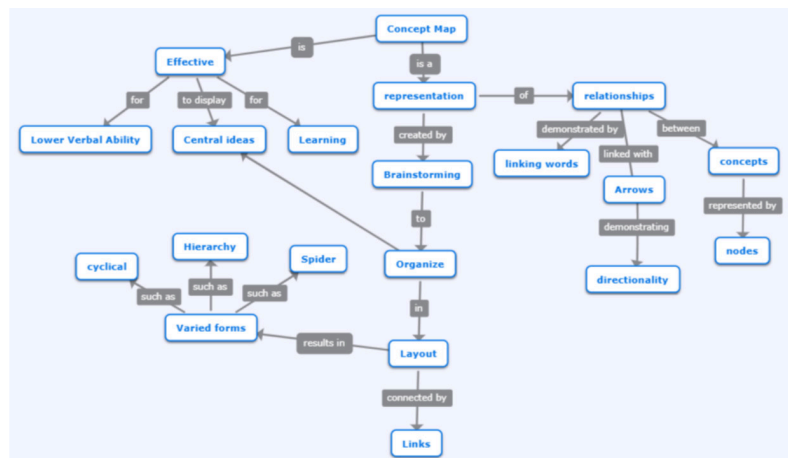 Concept Map
is
is a
Effective
representation
of
relationships
for
to display
for
created by
demonstrated by
between
linked with
Lower Verbal Ability
Central ideas
Learning
linking words
concepts
Brainstorming
Arrows
represented by
to
demonstrating
Hierarchy
nodes
cyclical
Spider
Organize
directionality
such as
such as
such as
in
Varied forms
results in
Layout
connected by
Links